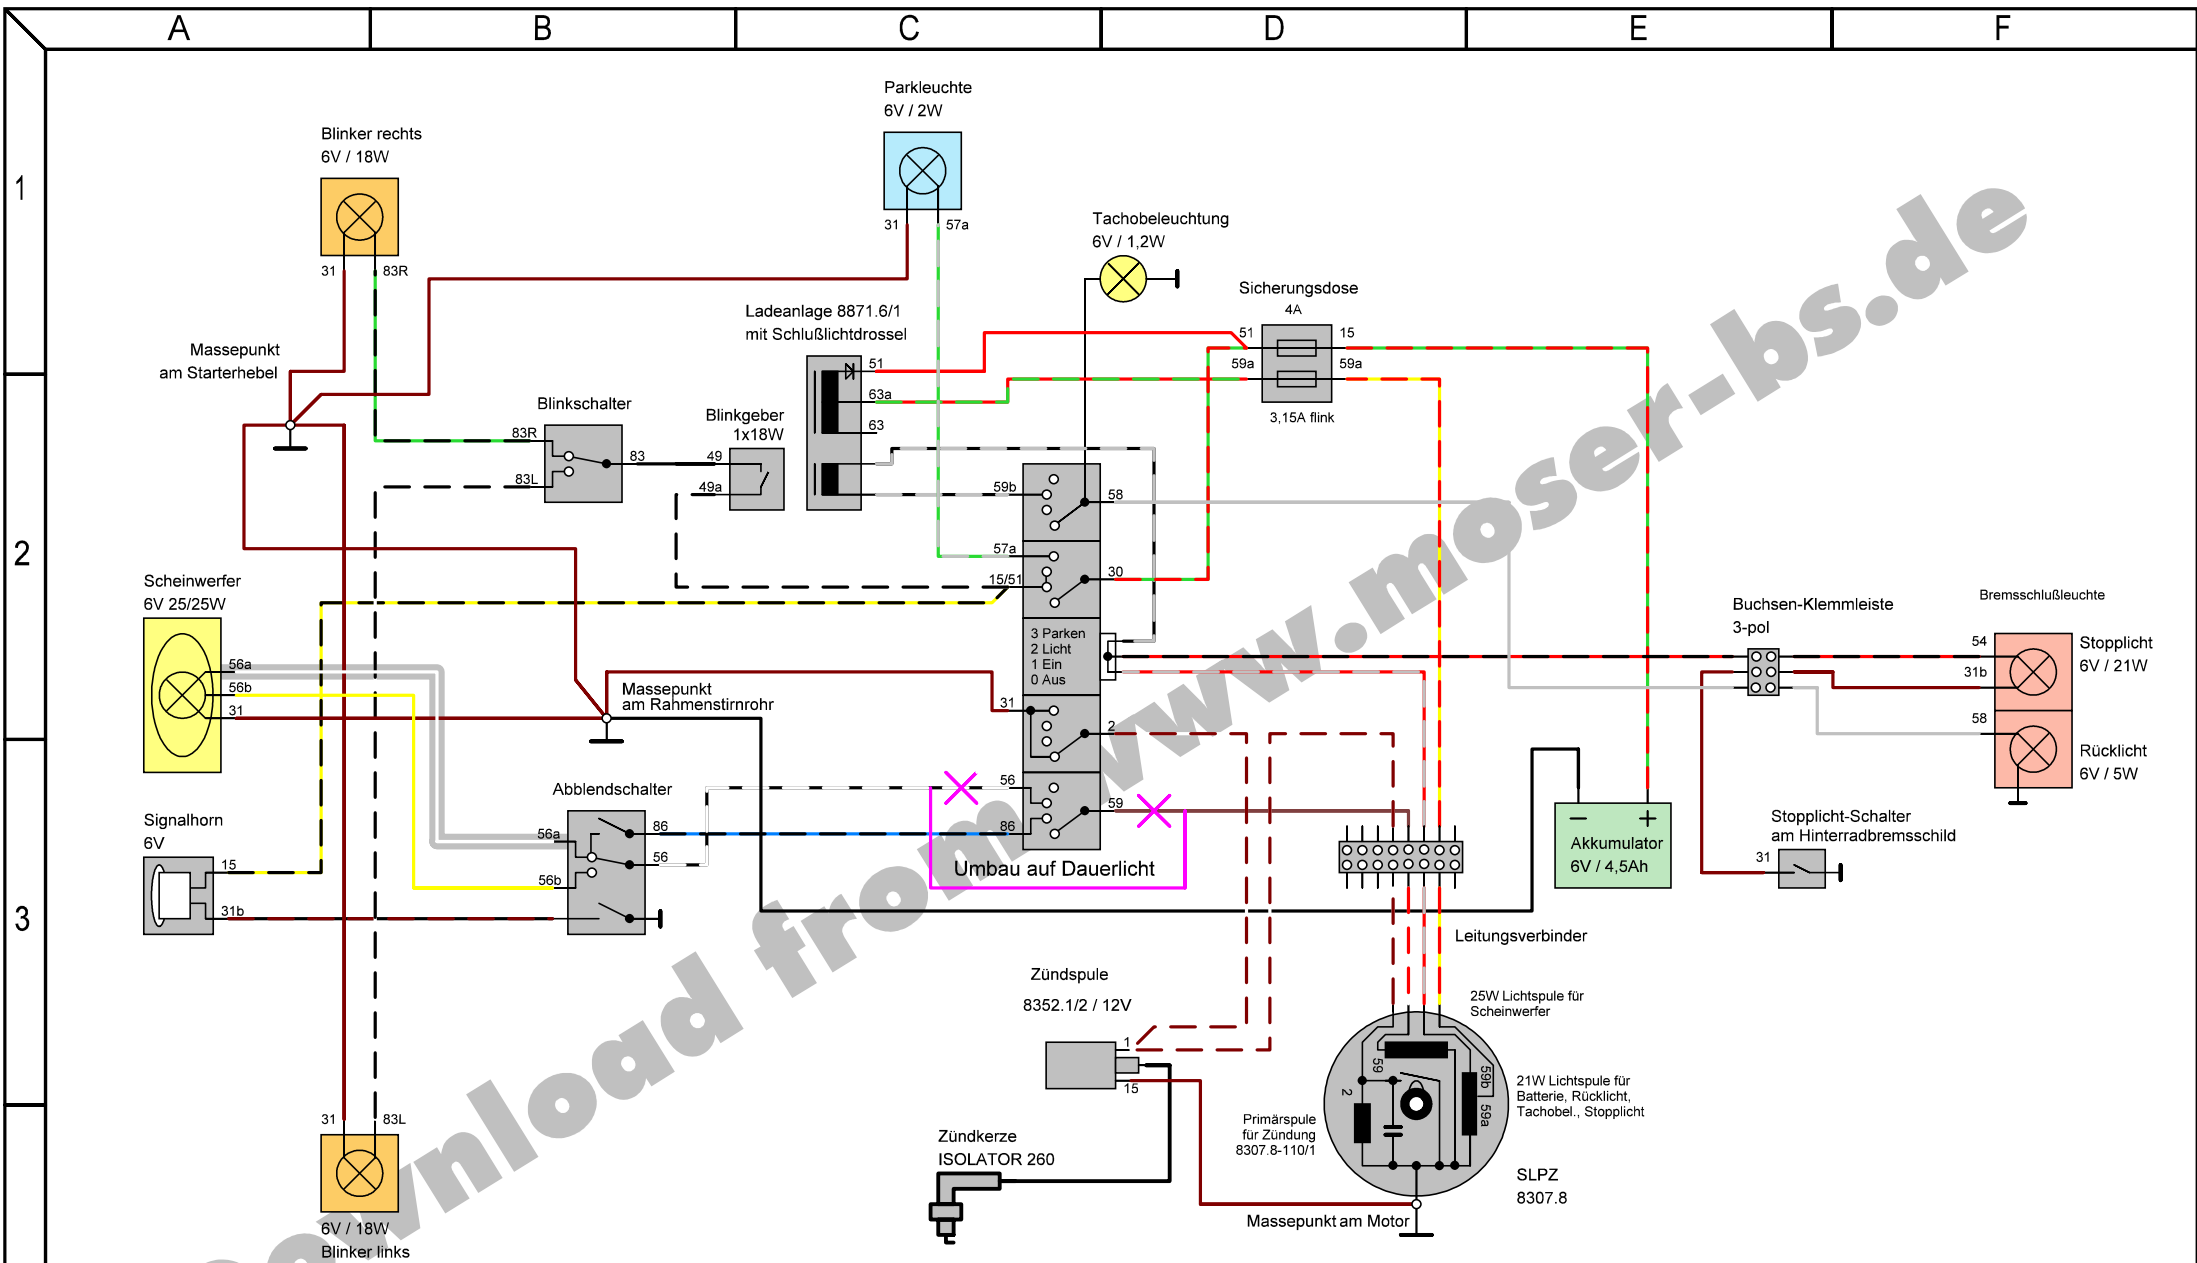 A
B
C
D
E
F
1
2
3
Parkleuchte
6V / 2W
31
57a
Blinker rechts
6V / 18W
31
83R
Tachobeleuchtung
6V / 1,2W
Sicherungsdose
4A
51
15
59a
59a
3,15A flink
Ladeanlage 8871.6/1
mit Schlußlichtdrossel
51
63a
63
Massepunkt
am Starterhebel
Blinkschalter
83R
83L
83
Blinkgeber
1x18W
49
49a
59b
58
57a
15/51
30
3 Parken
2 Licht
1 Ein
0 Aus
31
2
56
59
86
Scheinwerfer
6V 25/25W
56a
56b
31
Massepunkt
am Rahmenstirnrohr
Buchsen-Klemmleiste
3-pol
Bremsschlußleuchte
54
31b
58
Stopplicht
6V / 21W
Rücklicht
6V / 5W
Abblendschalter
56a
56b
86
56
Signalhorn
6V
15
31b
Umbau auf Dauerlicht
Akkumulator
6V / 4,5Ah
− +
Stopplicht-Schalter
am Hinterradbremsschild
31
Leitungsverbinder
Zündspule
8352.1/2 / 12V
1
15
25W Lichtspule für
Scheinwerfer
59
2
59b
59a
21W Lichtspule für
Batterie, Rücklicht,
Tachobel., Stopplicht
Primärspule
für Zündung
8307.8-110/1
SLPZ
8307.8
Massepunkt am Motor
Zündkerze
ISOLATOR 260
31
83L
6V / 18W
Blinker links
Download from www.moser-bs.de